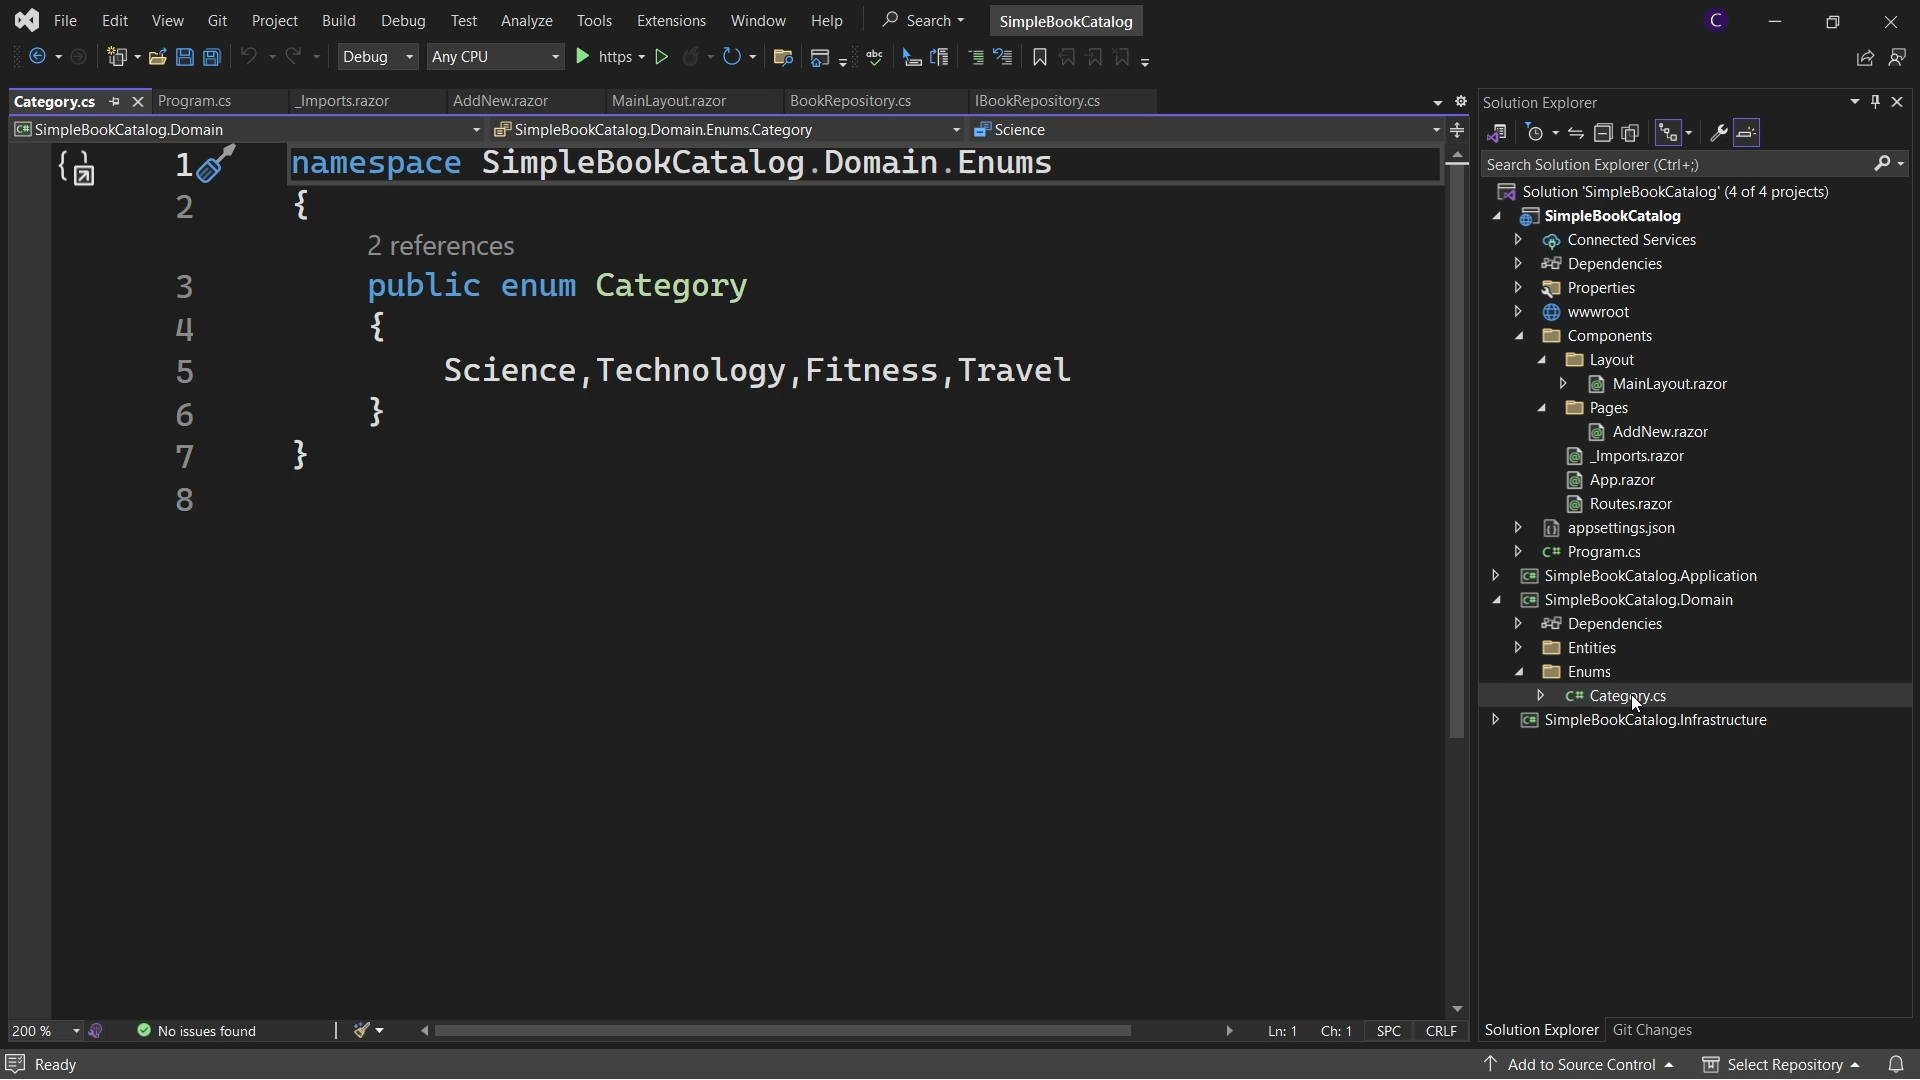 File Edit View Git Project Build Debug Test Analyze Tools Extensions Window Help Search SimpleBookCatalog C
Debug Any CPU https abc
Category.cs Program.cs _Imports.razor AddNew.razor MainLayout.razor BookRepository.cs IBookRepository.cs
SimpleBookCatalog.Domain SimpleBookCatalog.Domain.Enums.Category Science
1 namespace SimpleBookCatalog.Domain.Enums
2 {
2 references
3 public enum Category
4 {
5 Science,Technology,Fitness,Travel
6 }
7 }
8
200 % No issues found Ln: 1 Ch: 1 SPC CRLF
Solution Explorer
Search Solution Explorer (Ctrl+;)
Solution 'SimpleBookCatalog' (4 of 4 projects)
SimpleBookCatalog
Connected Services
Dependencies
Properties
wwwroot
Components
Layout
MainLayout.razor
Pages
AddNew.razor
_Imports.razor
App.razor
Routes.razor
appsettings.json
C# Program.cs
C# SimpleBookCatalog.Application
C# SimpleBookCatalog.Domain
Dependencies
Entities
Enums
C# Category.cs
C# SimpleBookCatalog.Infrastructure
Solution Explorer Git Changes
Ready Add to Source Control Select Repository